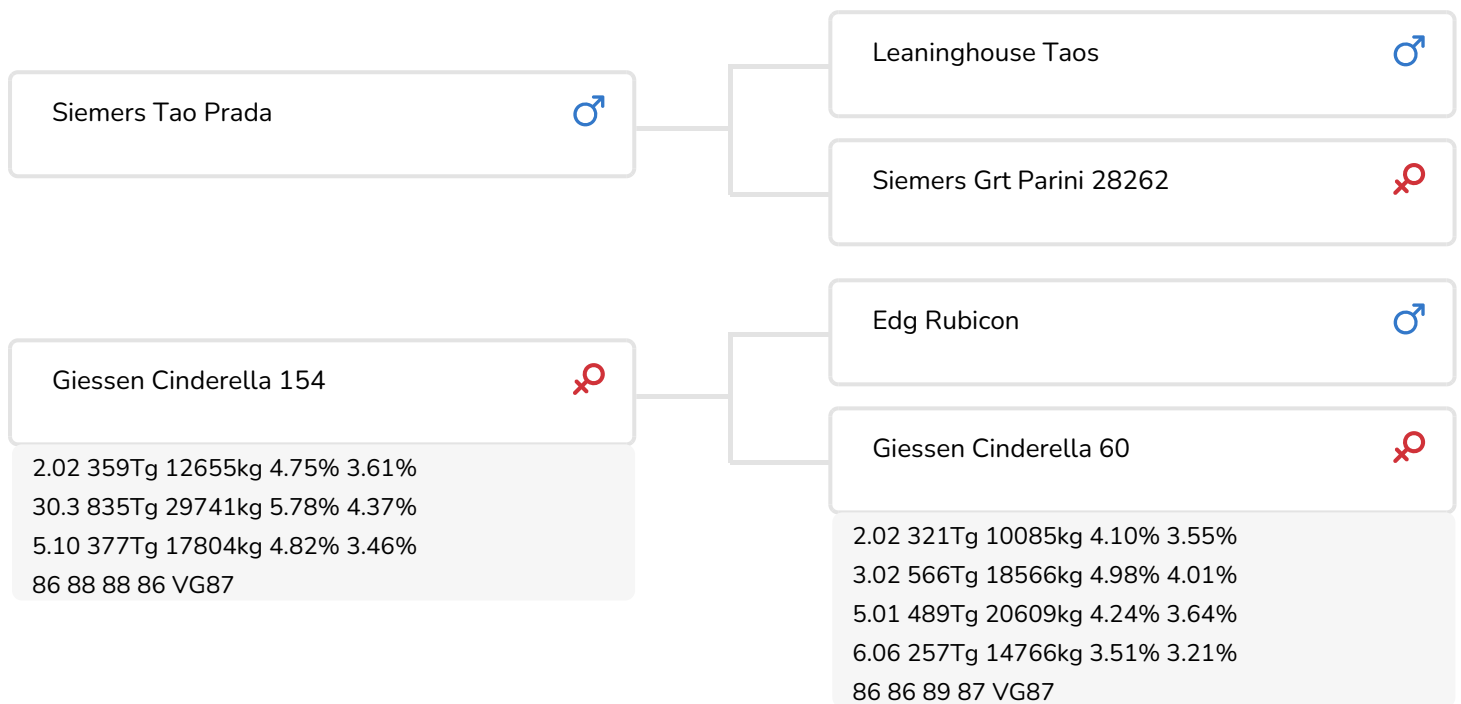 Siemers Tao Prada
Leaninghouse Taos
Siemers Grt Parini 28262
Giessen Cinderella 154
2.02 359Tg 12655kg 4.75% 3.61%
30.3 835Tg 29741kg 5.78% 4.37%
5.10 377Tg 17804kg 4.82% 3.46%
86 88 88 86 VG87
Edg Rubicon
Giessen Cinderella 60
2.02 321Tg 10085kg 4.10% 3.55%
3.02 566Tg 18566kg 4.98% 4.01%
5.01 489Tg 20609kg 4.24% 3.64%
6.06 257Tg 14766kg 3.51% 3.21%
86 86 89 87 VG87